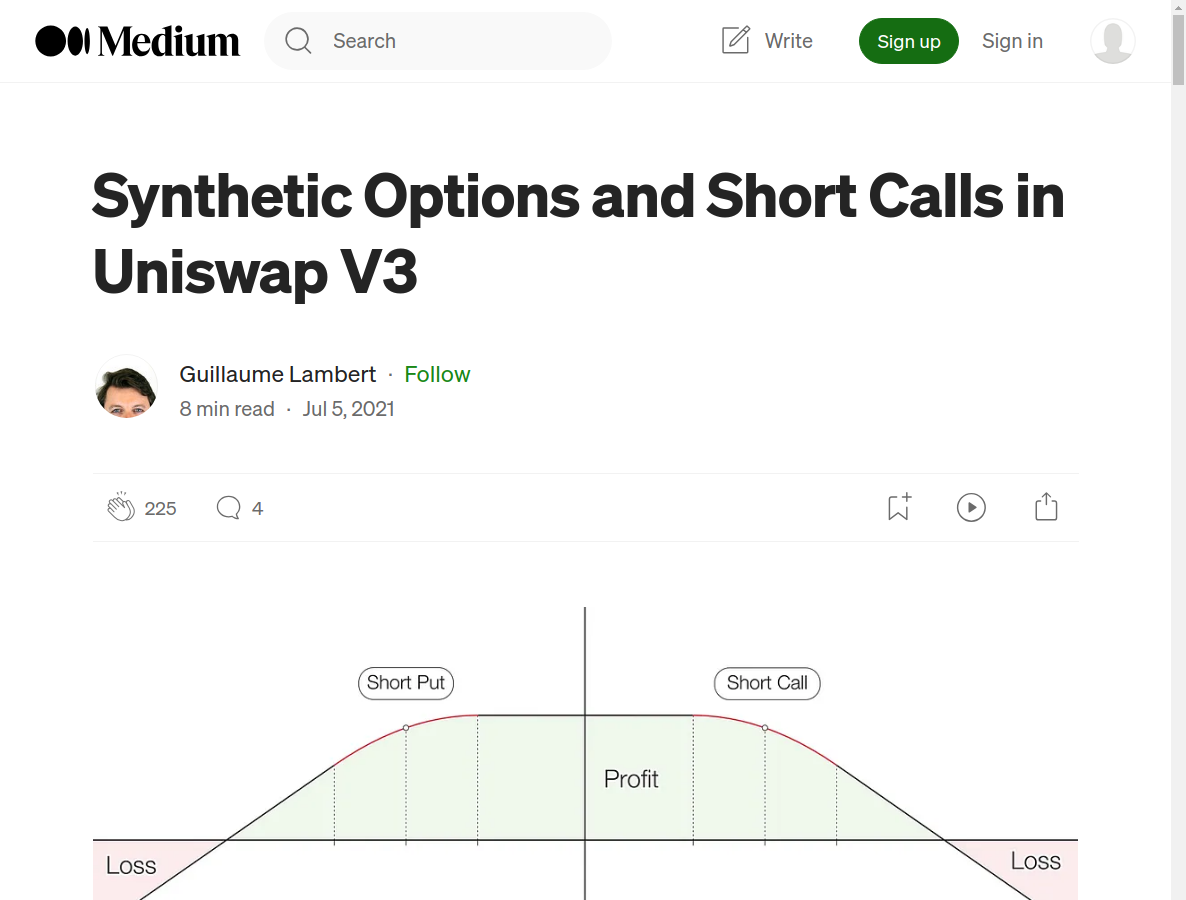 Medium
Search
Write
Sign up
Sign in
Synthetic Options and Short Calls in
Uniswap V3
Guillaume Lambert · Follow
8 min read · Jul 5, 2021
225
4
Short Put
Short Call
Profit
Loss
Loss